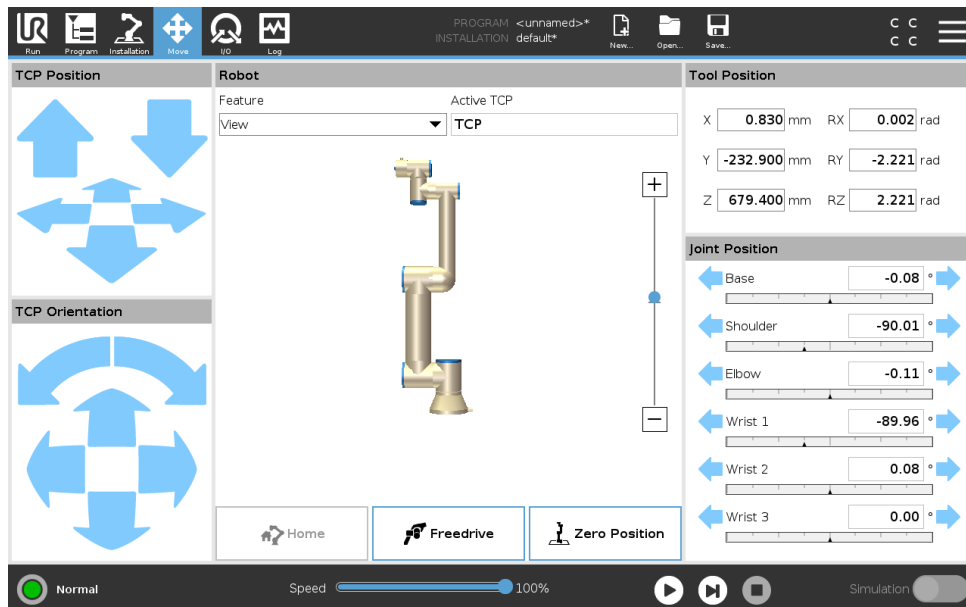 PROGRAM <unnamed>*
INSTALLATION default*
Run Program Installation Move I/O Log New... Open... Save...
C C
C C
TCP Position
Robot
Feature Active TCP
View TCP
Tool Position
X 0.830 mm RX 0.002 rad
Y -232.900 mm RY -2.221 rad
Z 679.400 mm RZ 2.221 rad
+
−
Joint Position
Base -0.08 °
Shoulder -90.01 °
Elbow -0.11 °
Wrist 1 -89.96 °
Wrist 2 0.08 °
Wrist 3 0.00 °
TCP Orientation
Home Freedrive Zero Position
Normal Speed 100% Simulation